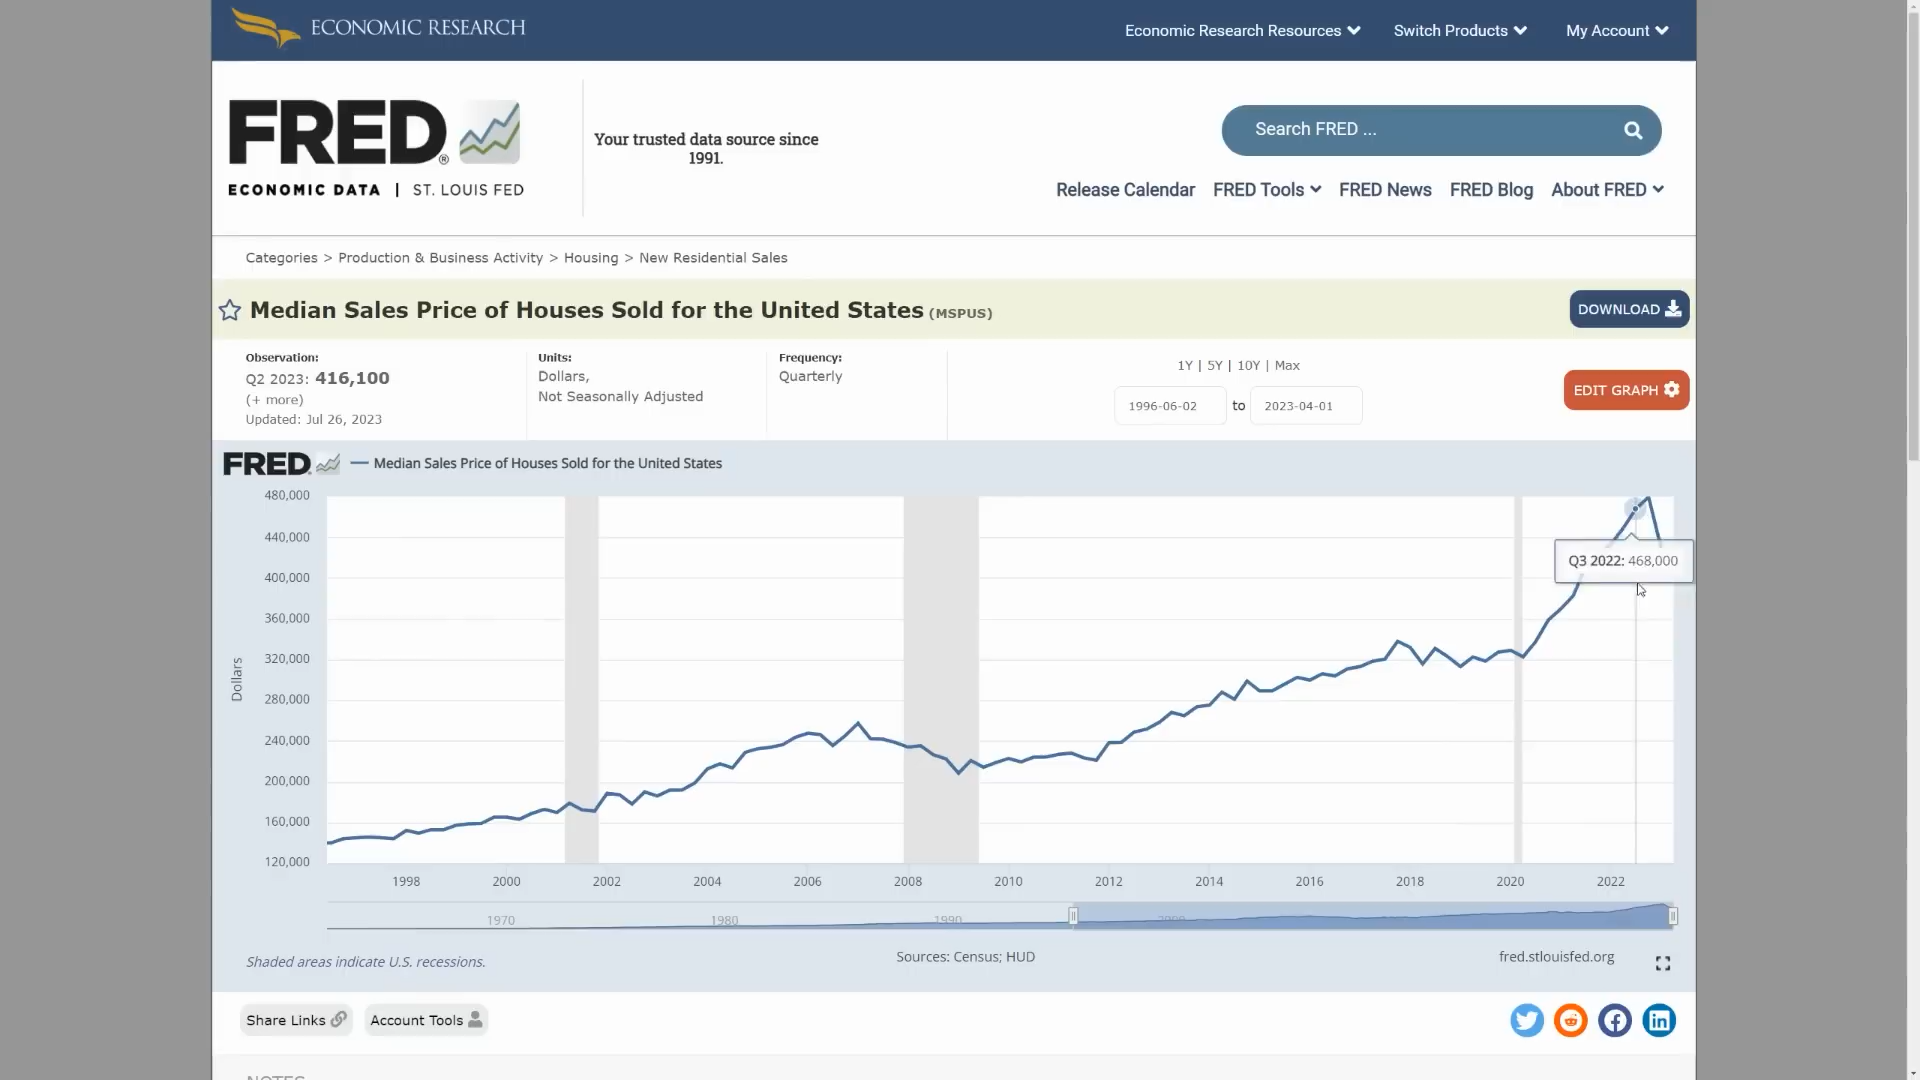 ECONOMIC RESEARCH
Economic Research Resources
Switch Products
My Account
FRED®
ECONOMIC DATA | ST. LOUIS FED
Your trusted data source since
1991.
Search FRED ...
Release Calendar
FRED Tools
FRED News
FRED Blog
About FRED
Categories > Production & Business Activity > Housing > New Residential Sales
Median Sales Price of Houses Sold for the United States (MSPUS)
DOWNLOAD
Observation:
Q2 2023: 416,100
(+ more)
Updated: Jul 26, 2023
Units:
Dollars,
Not Seasonally Adjusted
Frequency:
Quarterly
1Y | 5Y | 10Y | Max
1996-06-02 to 2023-04-01
EDIT GRAPH
FRED
Median Sales Price of Houses Sold for the United States
480,000
440,000
400,000
360,000
320,000
280,000
240,000
200,000
160,000
120,000
Dollars
Q3 2022: 468,000
1998 2000 2002 2004 2006 2008 2010 2012 2014 2016 2018 2020 2022
1970 1980 1990 2000
Shaded areas indicate U.S. recessions.
Sources: Census; HUD
fred.stlouisfed.org
Share Links
Account Tools
NOTES